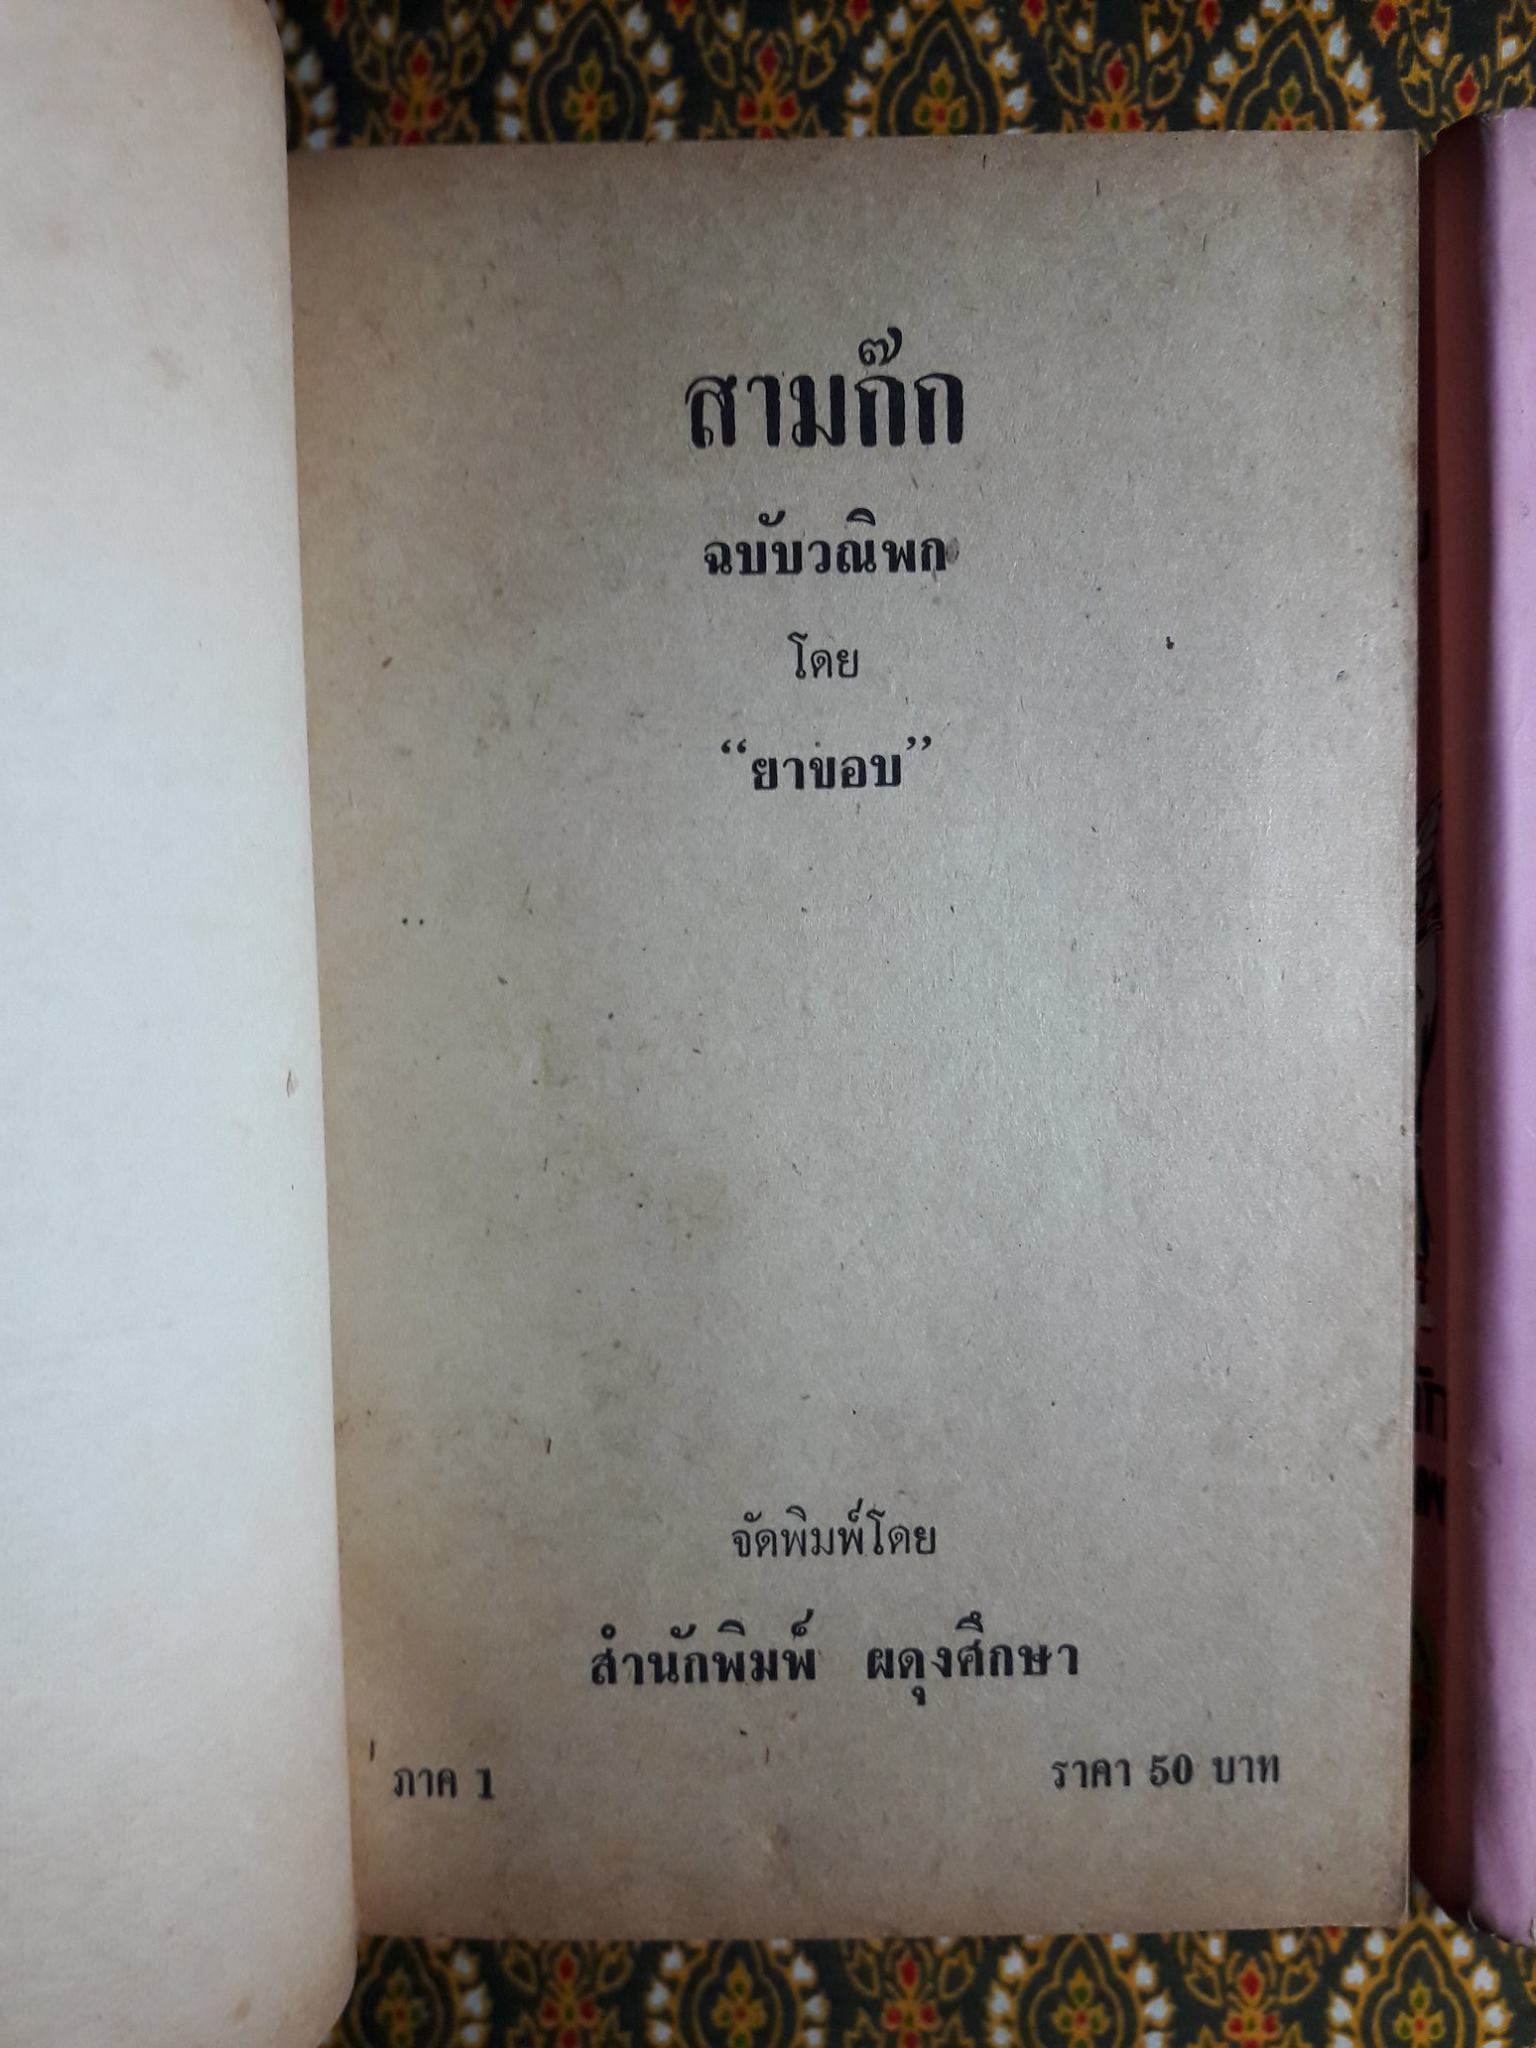 สามก๊ก
ฉบับวณิพก
โดย
“ยาขอบ”
จัดพิมพ์โดย
สำนักพิมพ์ ผดุงศึกษา
ภาค 1
ราคา 50 บาท